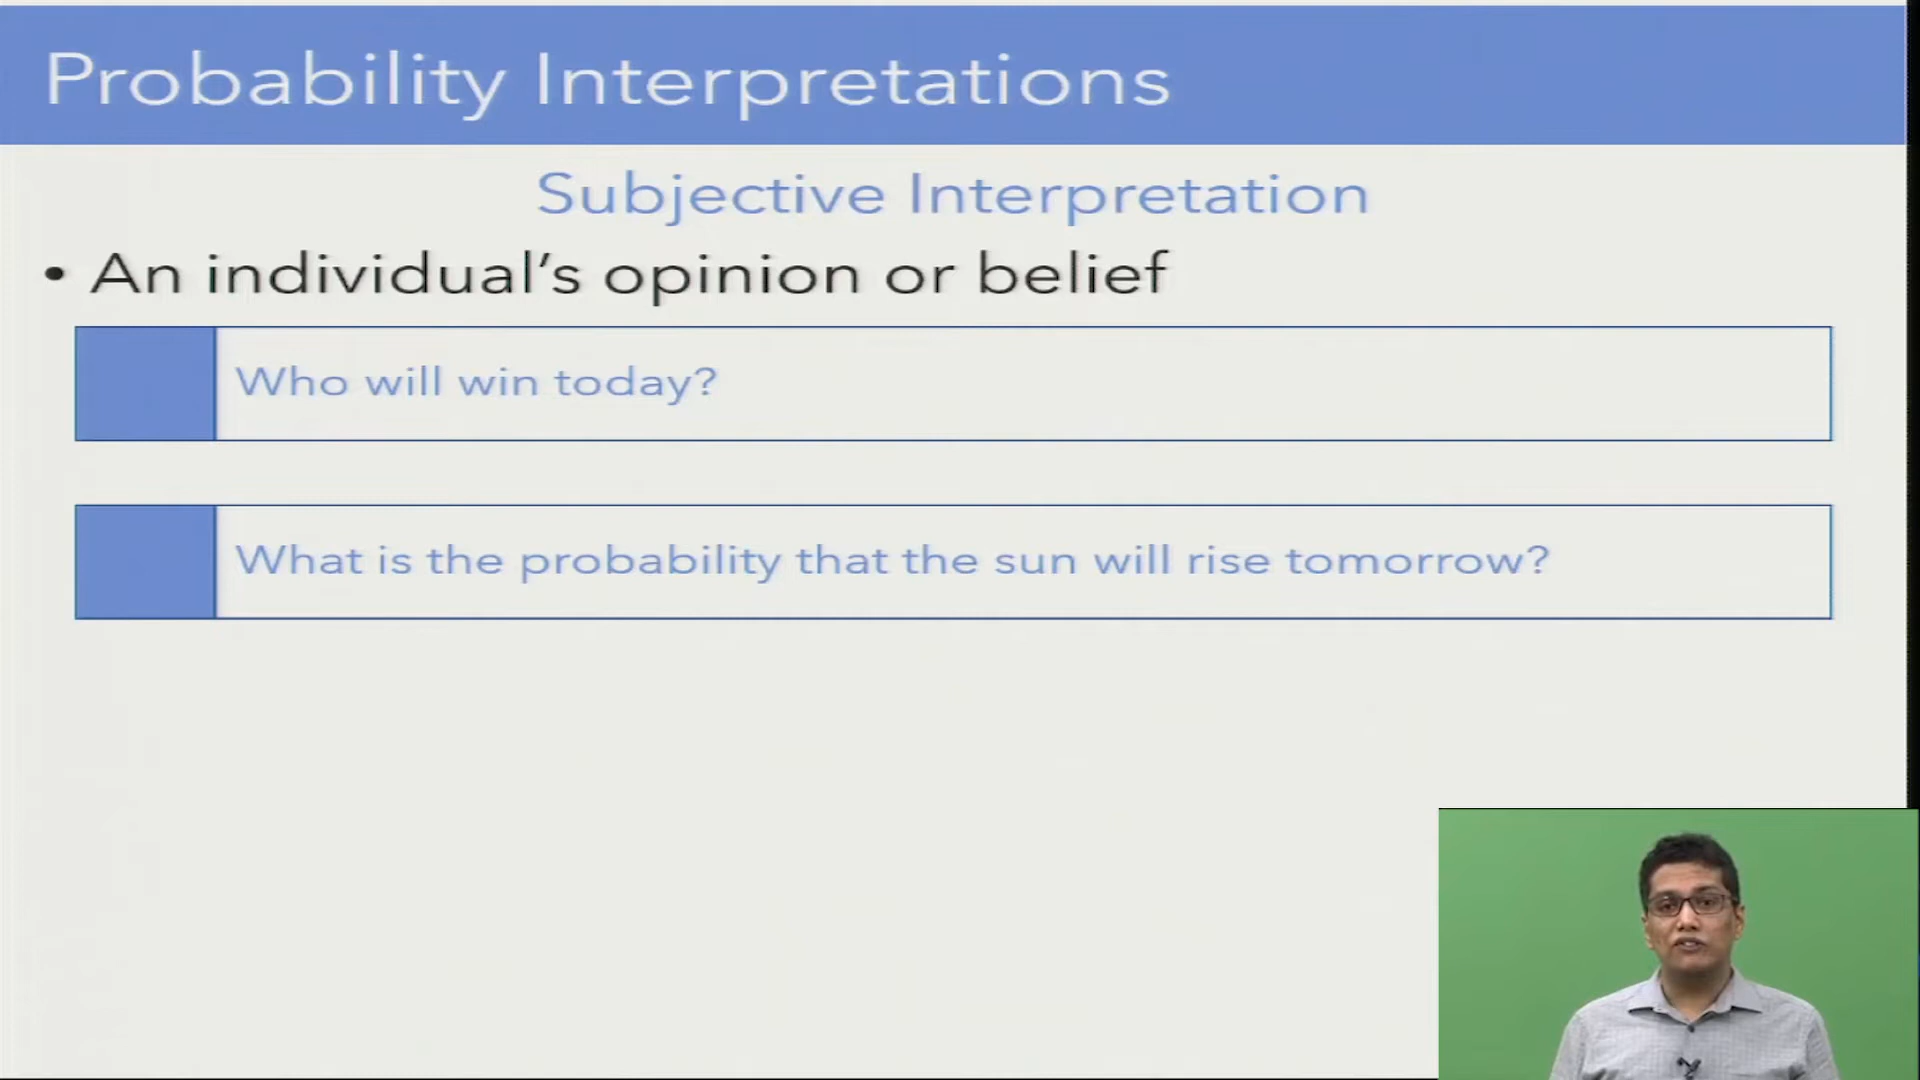 Probability Interpretations
Subjective Interpretation
• An individual's opinion or belief
Who will win today?
What is the probability that the sun will rise tomorrow?